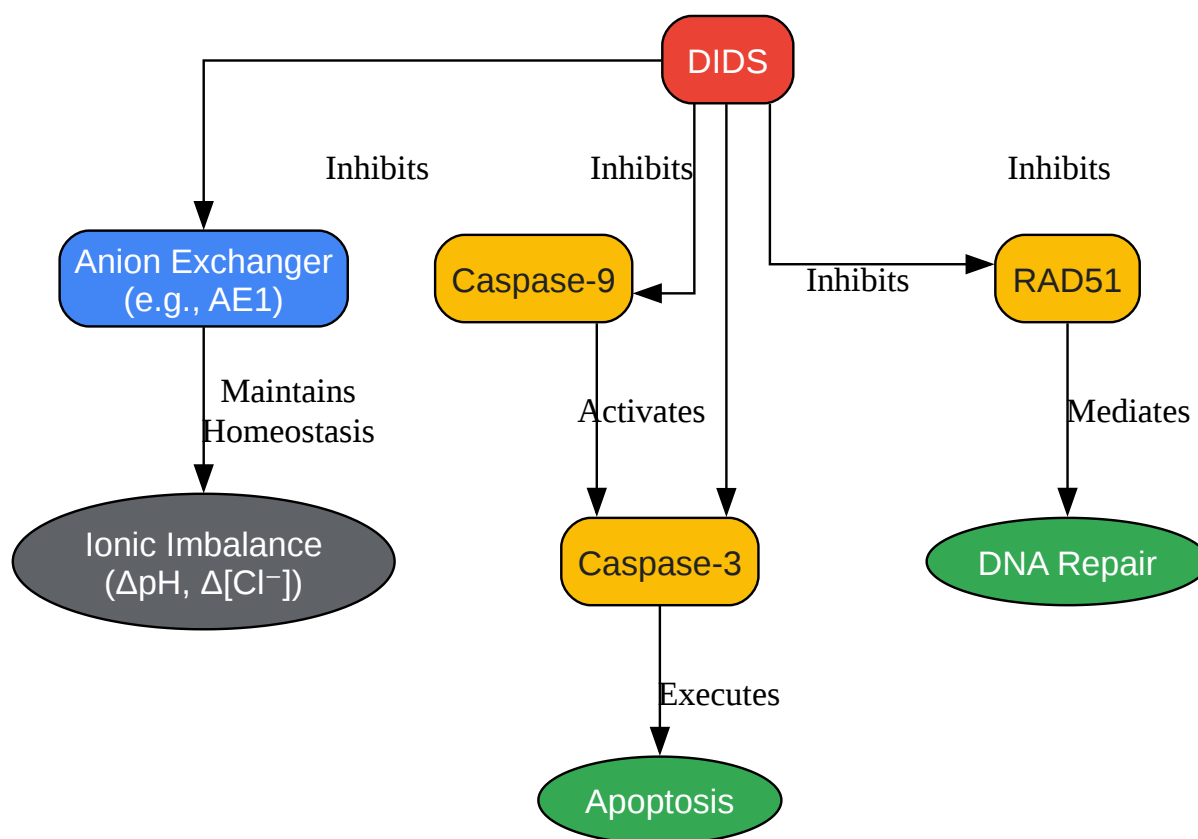 DIDS
Inhibits
Inhibits
Inhibits
Anion Exchanger
(e.g., AE1)
Caspase-9
Inhibits
RAD51
Maintains
Homeostasis
Activates
Mediates
Ionic Imbalance
(ΔpH, Δ[Cl⁻])
Caspase-3
DNA Repair
Executes
Apoptosis